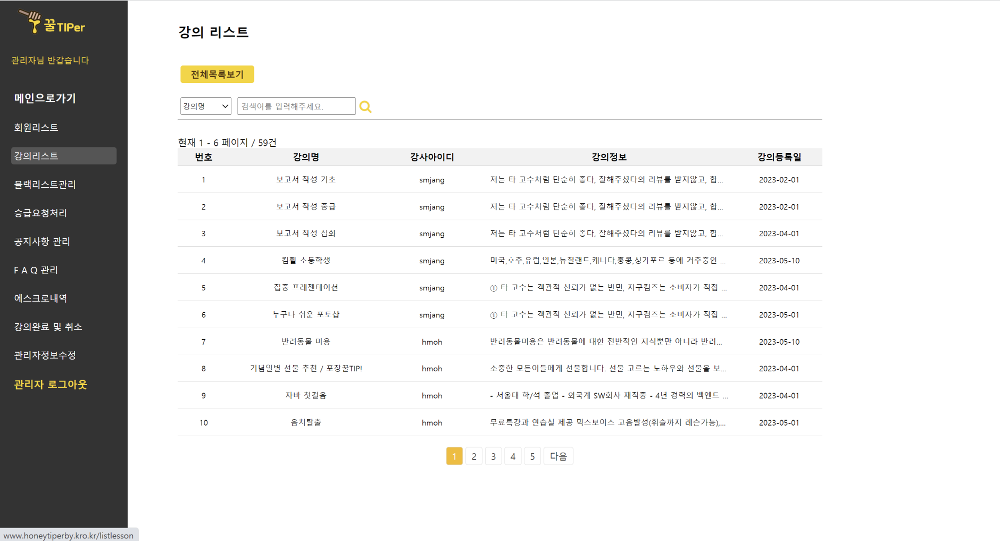 꿀TIPer
관리자님 반갑습니다
메인으로가기
회원리스트
강의리스트
블랙리스트관리
승급요청처리
공지사항 관리
F A Q 관리
에스크로내역
강의완료 및 취소
관리자정보수정
관리자 로그아웃
강의 리스트
전체목록보기
강의명 검색어를 입력해주세요.
현재 1 - 6 페이지 / 59건
번호 강의명 강사아이디 강의정보 강의등록일
1 보고서 작성 기초 smjang 저는 타 고수처럼 단순히 좋다, 잘해주셨다의 리뷰를 받지않고, 합... 2023-02-01
2 보고서 작성 중급 smjang 저는 타 고수처럼 단순히 좋다, 잘해주셨다의 리뷰를 받지않고, 합... 2023-02-01
3 보고서 작성 심화 smjang 저는 타 고수처럼 단순히 좋다, 잘해주셨다의 리뷰를 받지않고, 합... 2023-04-01
4 컴활 초등학생 smjang 미국,호주,유럽,일본,뉴질랜드,캐나다,홍콩,싱가포르 등에 거주중인 ... 2023-05-10
5 집중 프레젠테이션 smjang ① 타 고수는 객관적 신뢰가 없는 반면, 지구컴즈는 소비자가 직접 ... 2023-04-01
6 누구나 쉬운 포토샵 smjang ① 타 고수는 객관적 신뢰가 없는 반면, 지구컴즈는 소비자가 직접 ... 2023-05-01
7 반려동물 미용 hmoh 반려동물미용은 반려동물에 대한 전반적인 지식뿐만 아니라 반려... 2023-05-10
8 기념일별 선물 추천 / 포장꿀TIP! hmoh 소중한 모든이들에게 선물합니다. 선물 고르는 노하우와 선물을 보... 2023-04-01
9 자바 첫걸음 hmoh - 서울대 학/석 졸업 - 외국계 SW회사 재직중 - 4년 경력의 백엔드 ... 2023-04-01
10 음치탈출 hmoh 무료특강과 연습실 제공 믹스보이스 고음발성(휘슬까지 레슨가능),... 2023-05-01
1 2 3 4 5 다음
www.honeytiperby.kro.kr/listlesson